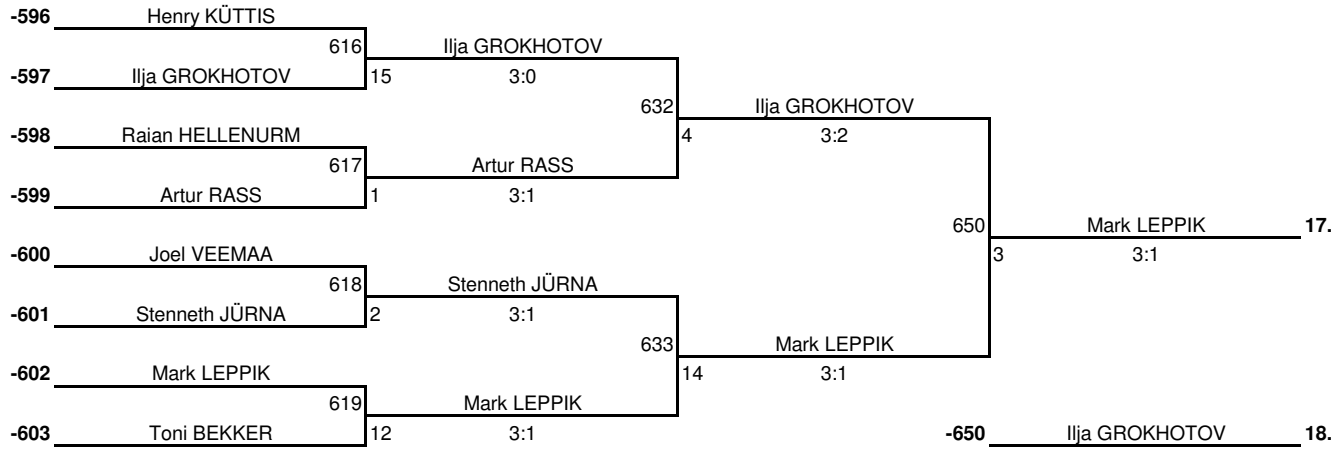 -596 Henry KÜTTIS
616 Ilja GROKHOTOV
-597 Ilja GROKHOTOV 15 3:0
632 Ilja GROKHOTOV
-598 Raian HELLENURM 4 3:2
617 Artur RASS
-599 Artur RASS 1 3:1
650 Mark LEPPIK 17.
-600 Joel VEEMAA 3 3:1
618 Stenneth JÜRNA
-601 Stenneth JÜRNA 2 3:1
633 Mark LEPPIK
-602 Mark LEPPIK 14 3:1
619 Mark LEPPIK
-603 Toni BEKKER 12 3:1 -650 Ilja GROKHOTOV 18.